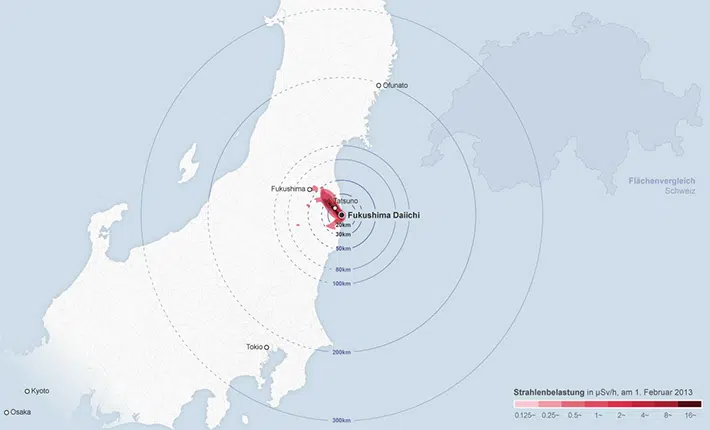 Ofunato
Flächenvergleich
Schweiz
Fukushima
Tatsuno
Fukushima Daiichi
20km
30km
50km
80km
100km
Tokio
200km
Kyoto
Osaka
300km
Strahlenbelastung in µSv/h, am 1. Februar 2013
0.125~ 0.25~ 0.5~ 1~ 2~ 4~ 8~ 16~